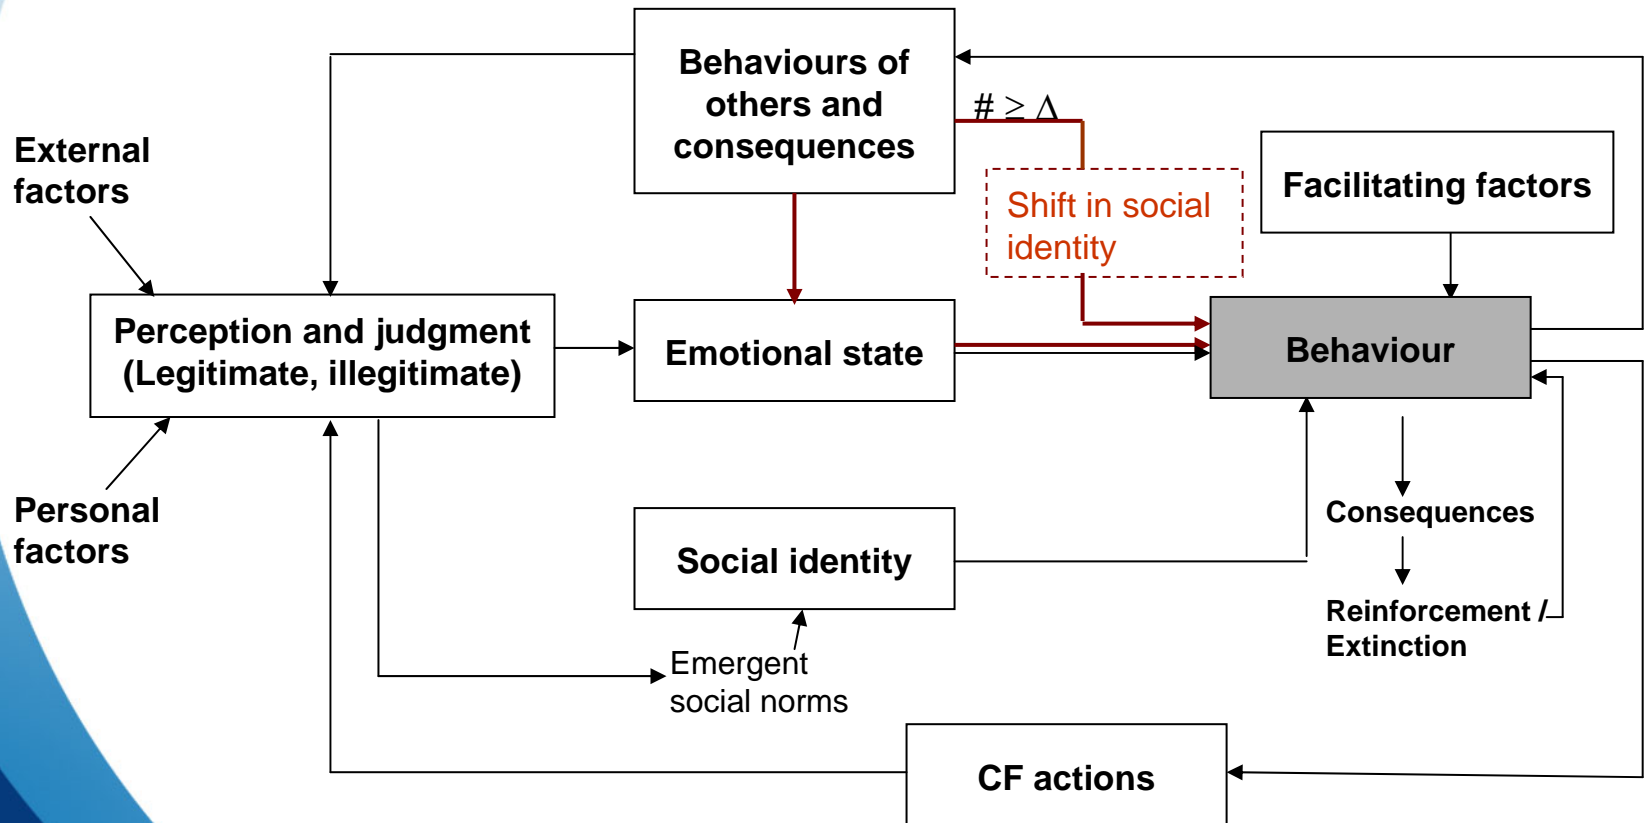 Behaviours of
others and
consequences
# ≥ Δ
External
factors
Shift in social
identity
Facilitating factors
Perception and judgment
(Legitimate, illegitimate)
Emotional state
Behaviour
Personal
factors
Social identity
Consequences
Reinforcement /
Extinction
Emergent
social norms
CF actions